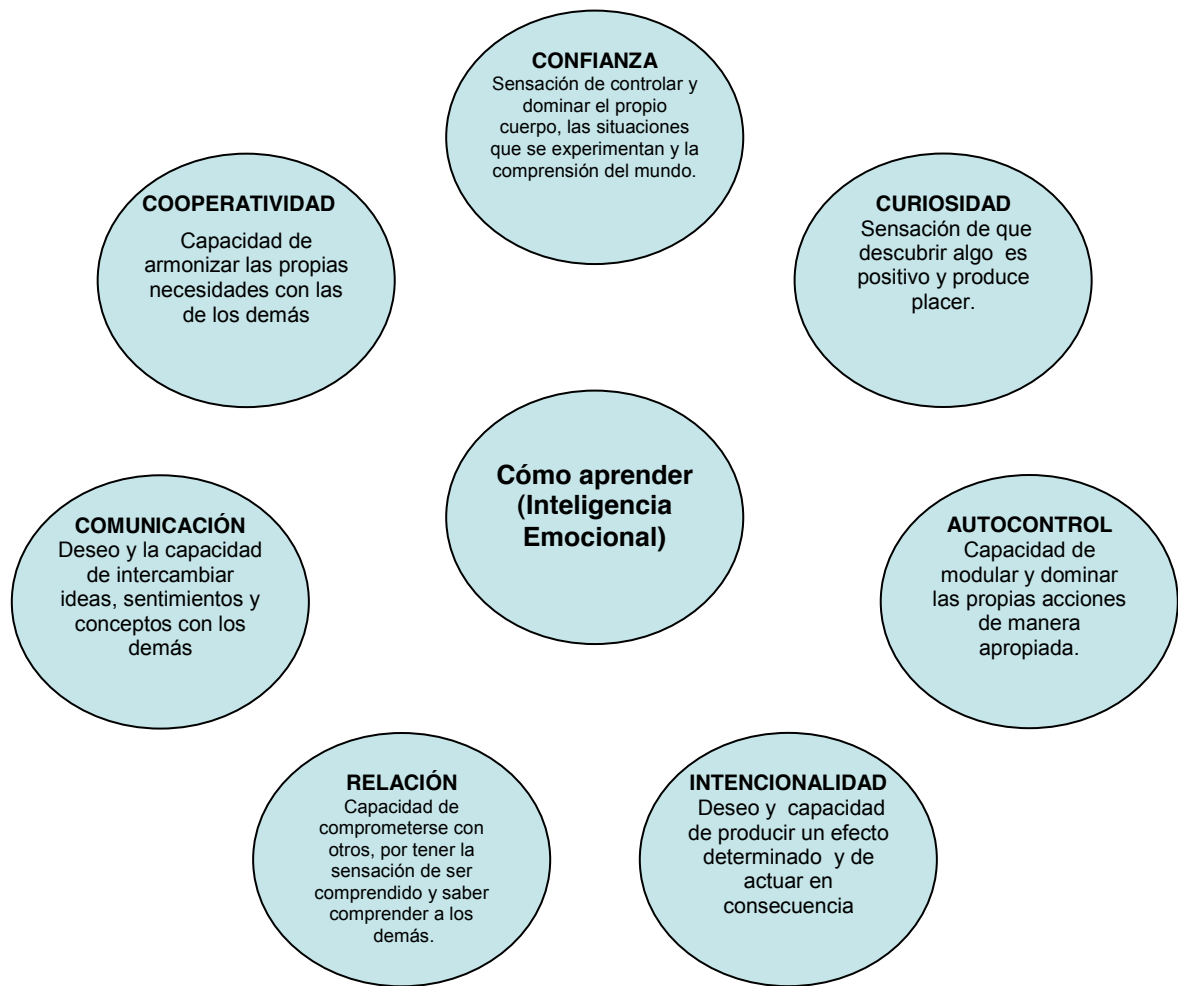 CONFIANZA
Sensación de controlar y
dominar el propio
cuerpo, las situaciones
que se experimentan y la
comprensión del mundo.
COOPERATIVIDAD
Capacidad de
armonizar las propias
necesidades con las
de los demás
CURIOSIDAD
Sensación de que
descubrir algo es
positivo y produce
placer.
Cómo aprender
(Inteligencia
Emocional)
COMUNICACIÓN
Deseo y la capacidad
de intercambiar
ideas, sentimientos y
conceptos con los
demás
AUTOCONTROL
Capacidad de
modular y dominar
las propias acciones
de manera
apropiada.
RELACIÓN
Capacidad de
comprometerse con
otros, por tener la
sensación de ser
comprendido y saber
comprender a los
demás.
INTENCIONALIDAD
Deseo y capacidad
de producir un efecto
determinado y de
actuar en
consecuencia